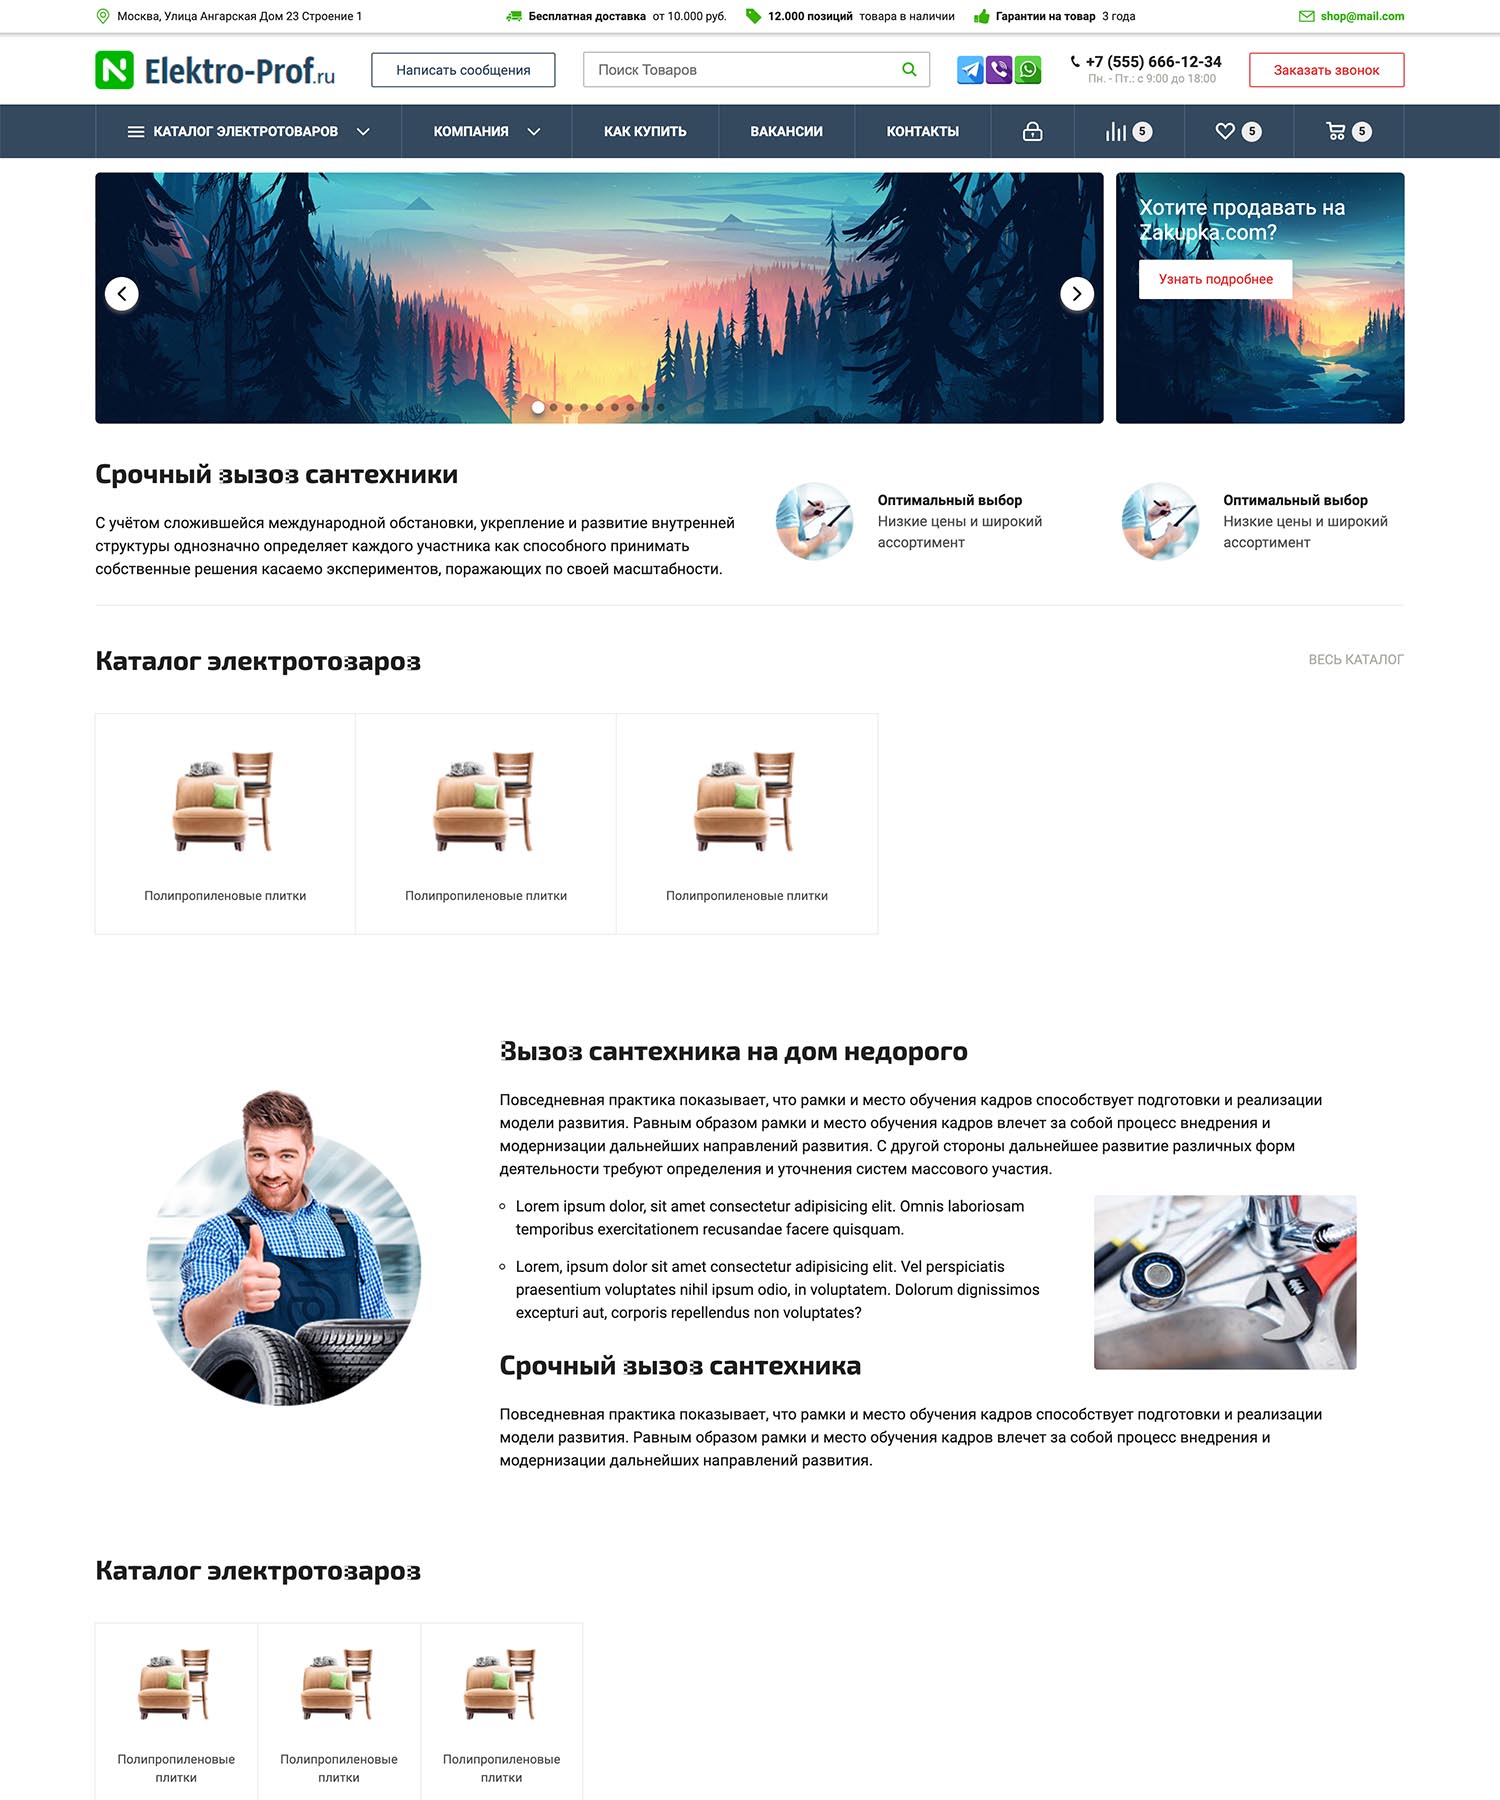 Москва, Улица Ангарская Дом 23 Строение 1
Бесплатная доставка от 10.000 руб.
12.000 позиций товара в наличии
Гарантии на товар 3 года
shop@mail.com
N Elektro-Prof.ru
Написать сообщения
Поиск Товаров
+7 (555) 666-12-34
Пн. - Пт.: с 9:00 до 18:00
Заказать звонок
КАТАЛОГ ЭЛЕКТРОТОВАРОВ
КОМПАНИЯ
КАК КУПИТЬ
ВАКАНСИИ
КОНТАКТЫ
5
5
5
Хотите продавать на
Zakupka.com?
Узнать подробнее
Срочный вызов сантехники
С учётом сложившейся международной обстановки, укрепление и развитие внутренней
структуры однозначно определяет каждого участника как способного принимать
собственные решения касаемо экспериментов, поражающих по своей масштабности.
Оптимальный выбор
Низкие цены и широкий
ассортимент
Оптимальный выбор
Низкие цены и широкий
ассортимент
Каталог электротоваров
ВЕСЬ КАТАЛОГ
Полипропиленовые плитки
Полипропиленовые плитки
Полипропиленовые плитки
Вызов сантехника на дом недорого
Повседневная практика показывает, что рамки и место обучения кадров способствует подготовки и реализации
модели развития. Равным образом рамки и место обучения кадров влечет за собой процесс внедрения и
модернизации дальнейших направлений развития. С другой стороны дальнейшее развитие различных форм
деятельности требуют определения и уточнения систем массового участия.
Lorem ipsum dolor, sit amet consectetur adipisicing elit. Omnis laboriosam
temporibus exercitationem recusandae facere quisquam.
Lorem, ipsum dolor sit amet consectetur adipisicing elit. Vel perspiciatis
praesentium voluptates nihil ipsum odio, in voluptatem. Dolorum dignissimos
excepturi aut, corporis repellendus non voluptates?
Срочный вызов сантехника
Повседневная практика показывает, что рамки и место обучения кадров способствует подготовки и реализации
модели развития. Равным образом рамки и место обучения кадров влечет за собой процесс внедрения и
модернизации дальнейших направлений развития.
Каталог электротоваров
Полипропиленовые
плитки
Полипропиленовые
плитки
Полипропиленовые
плитки